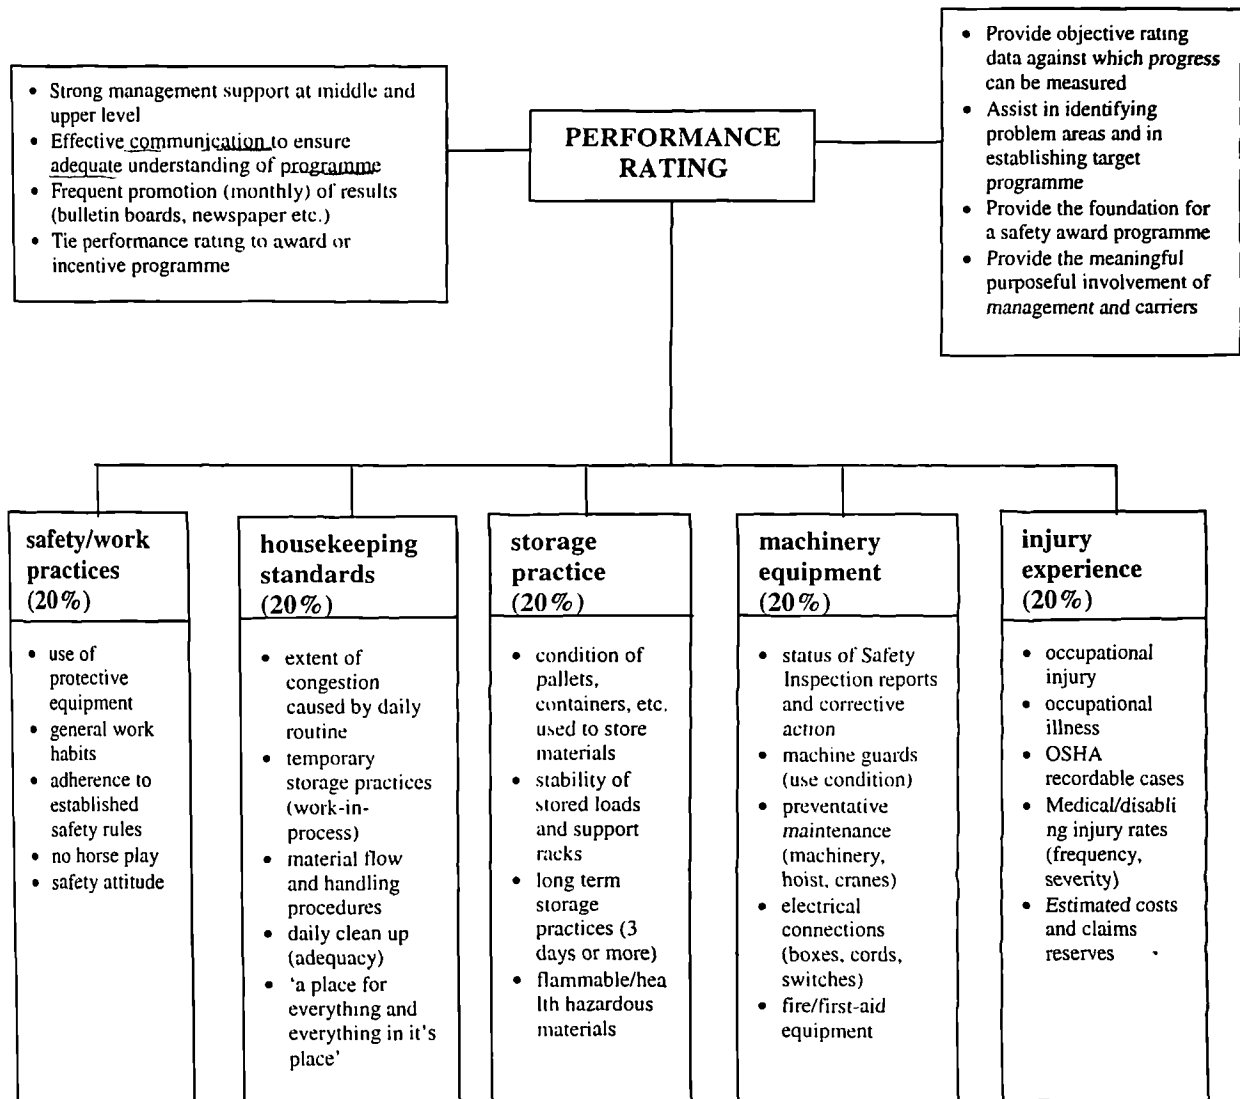 • Strong management support at middle and
upper level
• Effective communication to ensure
adequate understanding of programme
• Frequent promotion (monthly) of results
(bulletin boards, newspaper etc.)
• Tie performance rating to award or
incentive programme
PERFORMANCE
RATING
• Provide objective rating
data against which progress
can be measured
• Assist in identifying
problem areas and in
establishing target
programme
• Provide the foundation for
a safety award programme
• Provide the meaningful
purposeful involvement of
management and carriers
safety/work
practices
(20%)
• use of
protective
equipment
• general work
habits
• adherence to
established
safety rules
• no horse play
• safety attitude
housekeeping
standards
(20%)
• extent of
congestion
caused by daily
routine
• temporary
storage practices
(work-in-
process)
• material flow
and handling
procedures
• daily clean up
(adequacy)
• 'a place for
everything and
everything in it's
place'
storage
practice
(20%)
• condition of
pallets,
containers, etc.
used to store
materials
• stability of
stored loads
and support
racks
• long term
storage
practices (3
days or more)
• flammable/hea
lth hazardous
materials
machinery
equipment
(20%)
• status of Safety
Inspection reports
and corrective
action
• machine guards
(use condition)
• preventative
maintenance
(machinery,
hoist, cranes)
• electrical
connections
(boxes, cords,
switches)
• fire/first-aid
equipment
injury
experience
(20%)
• occupational
injury
• occupational
illness
• OSHA
recordable cases
• Medical/disabli
ng injury rates
(frequency,
severity)
• Estimated costs
and claims
reserves